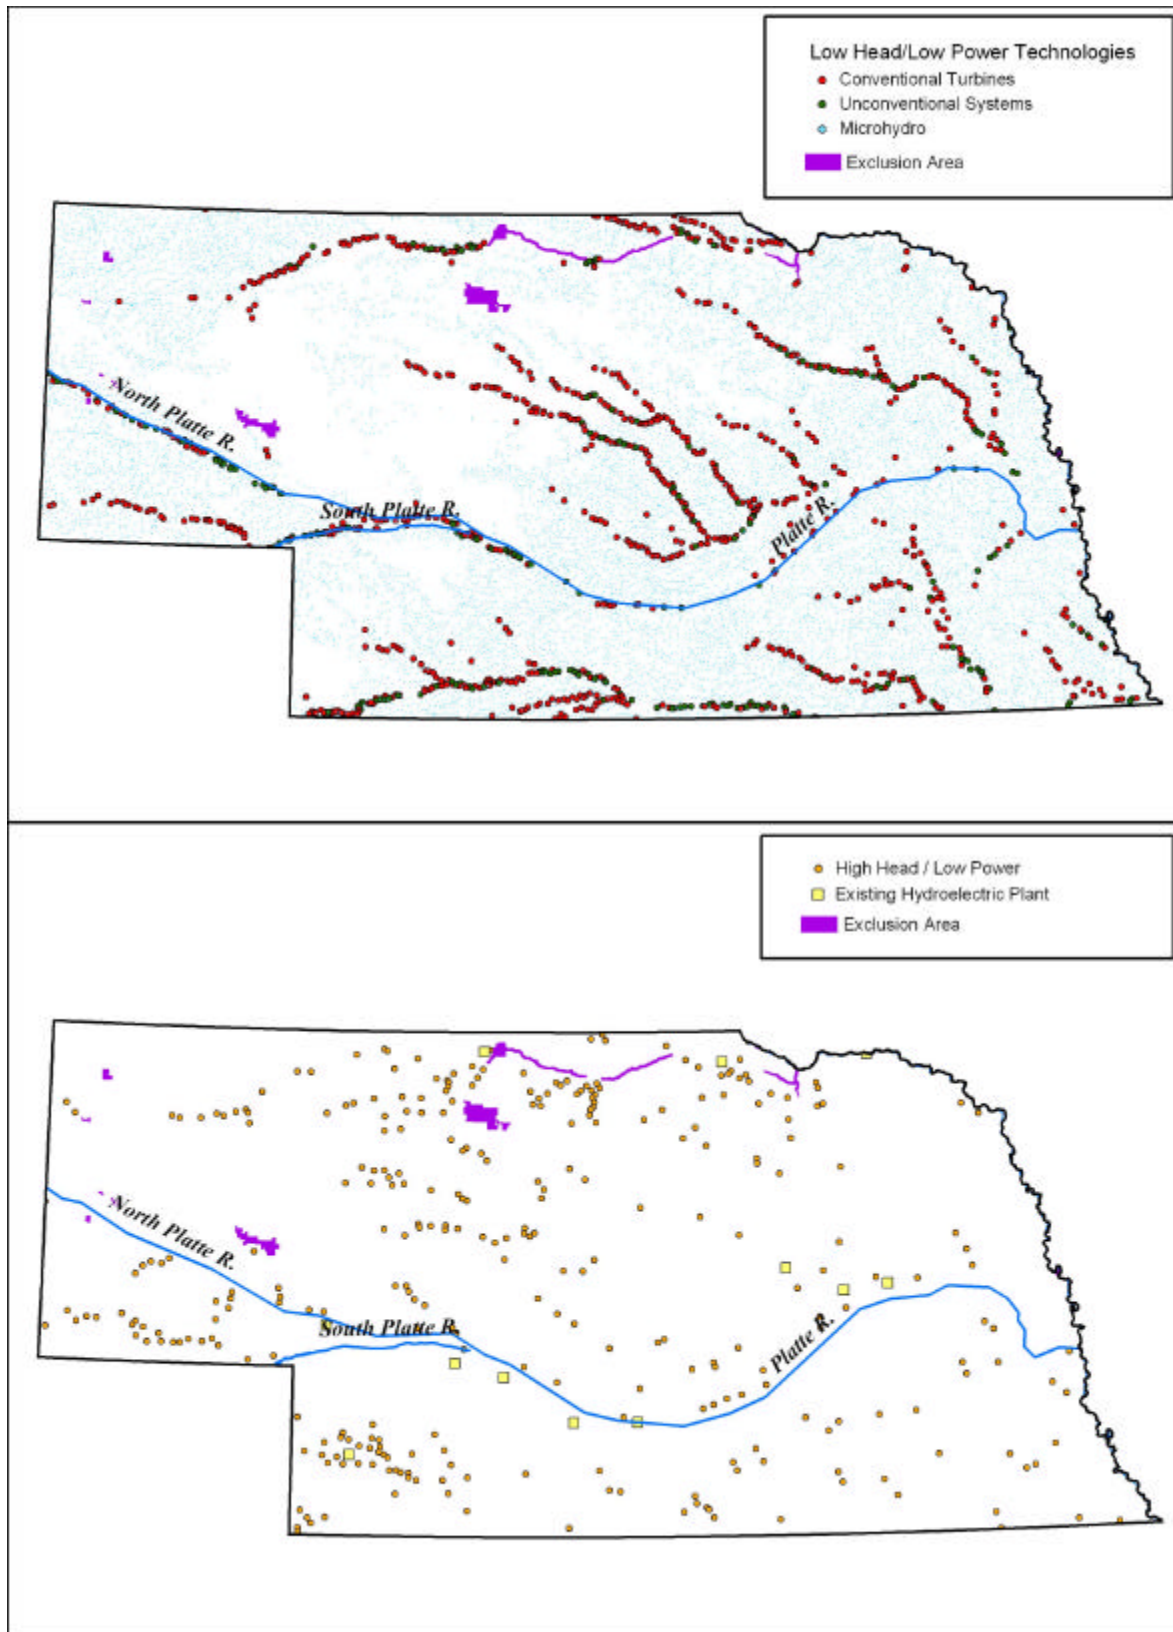 Low Head/Low Power Technologies
Conventional Turbines
Unconventional Systems
Microhydro
Exclusion Area
North Platte R.
South Platte R.
Platte R.
High Head / Low Power
Existing Hydroelectric Plant
Exclusion Area
North Platte R.
South Platte R.
Platte R.